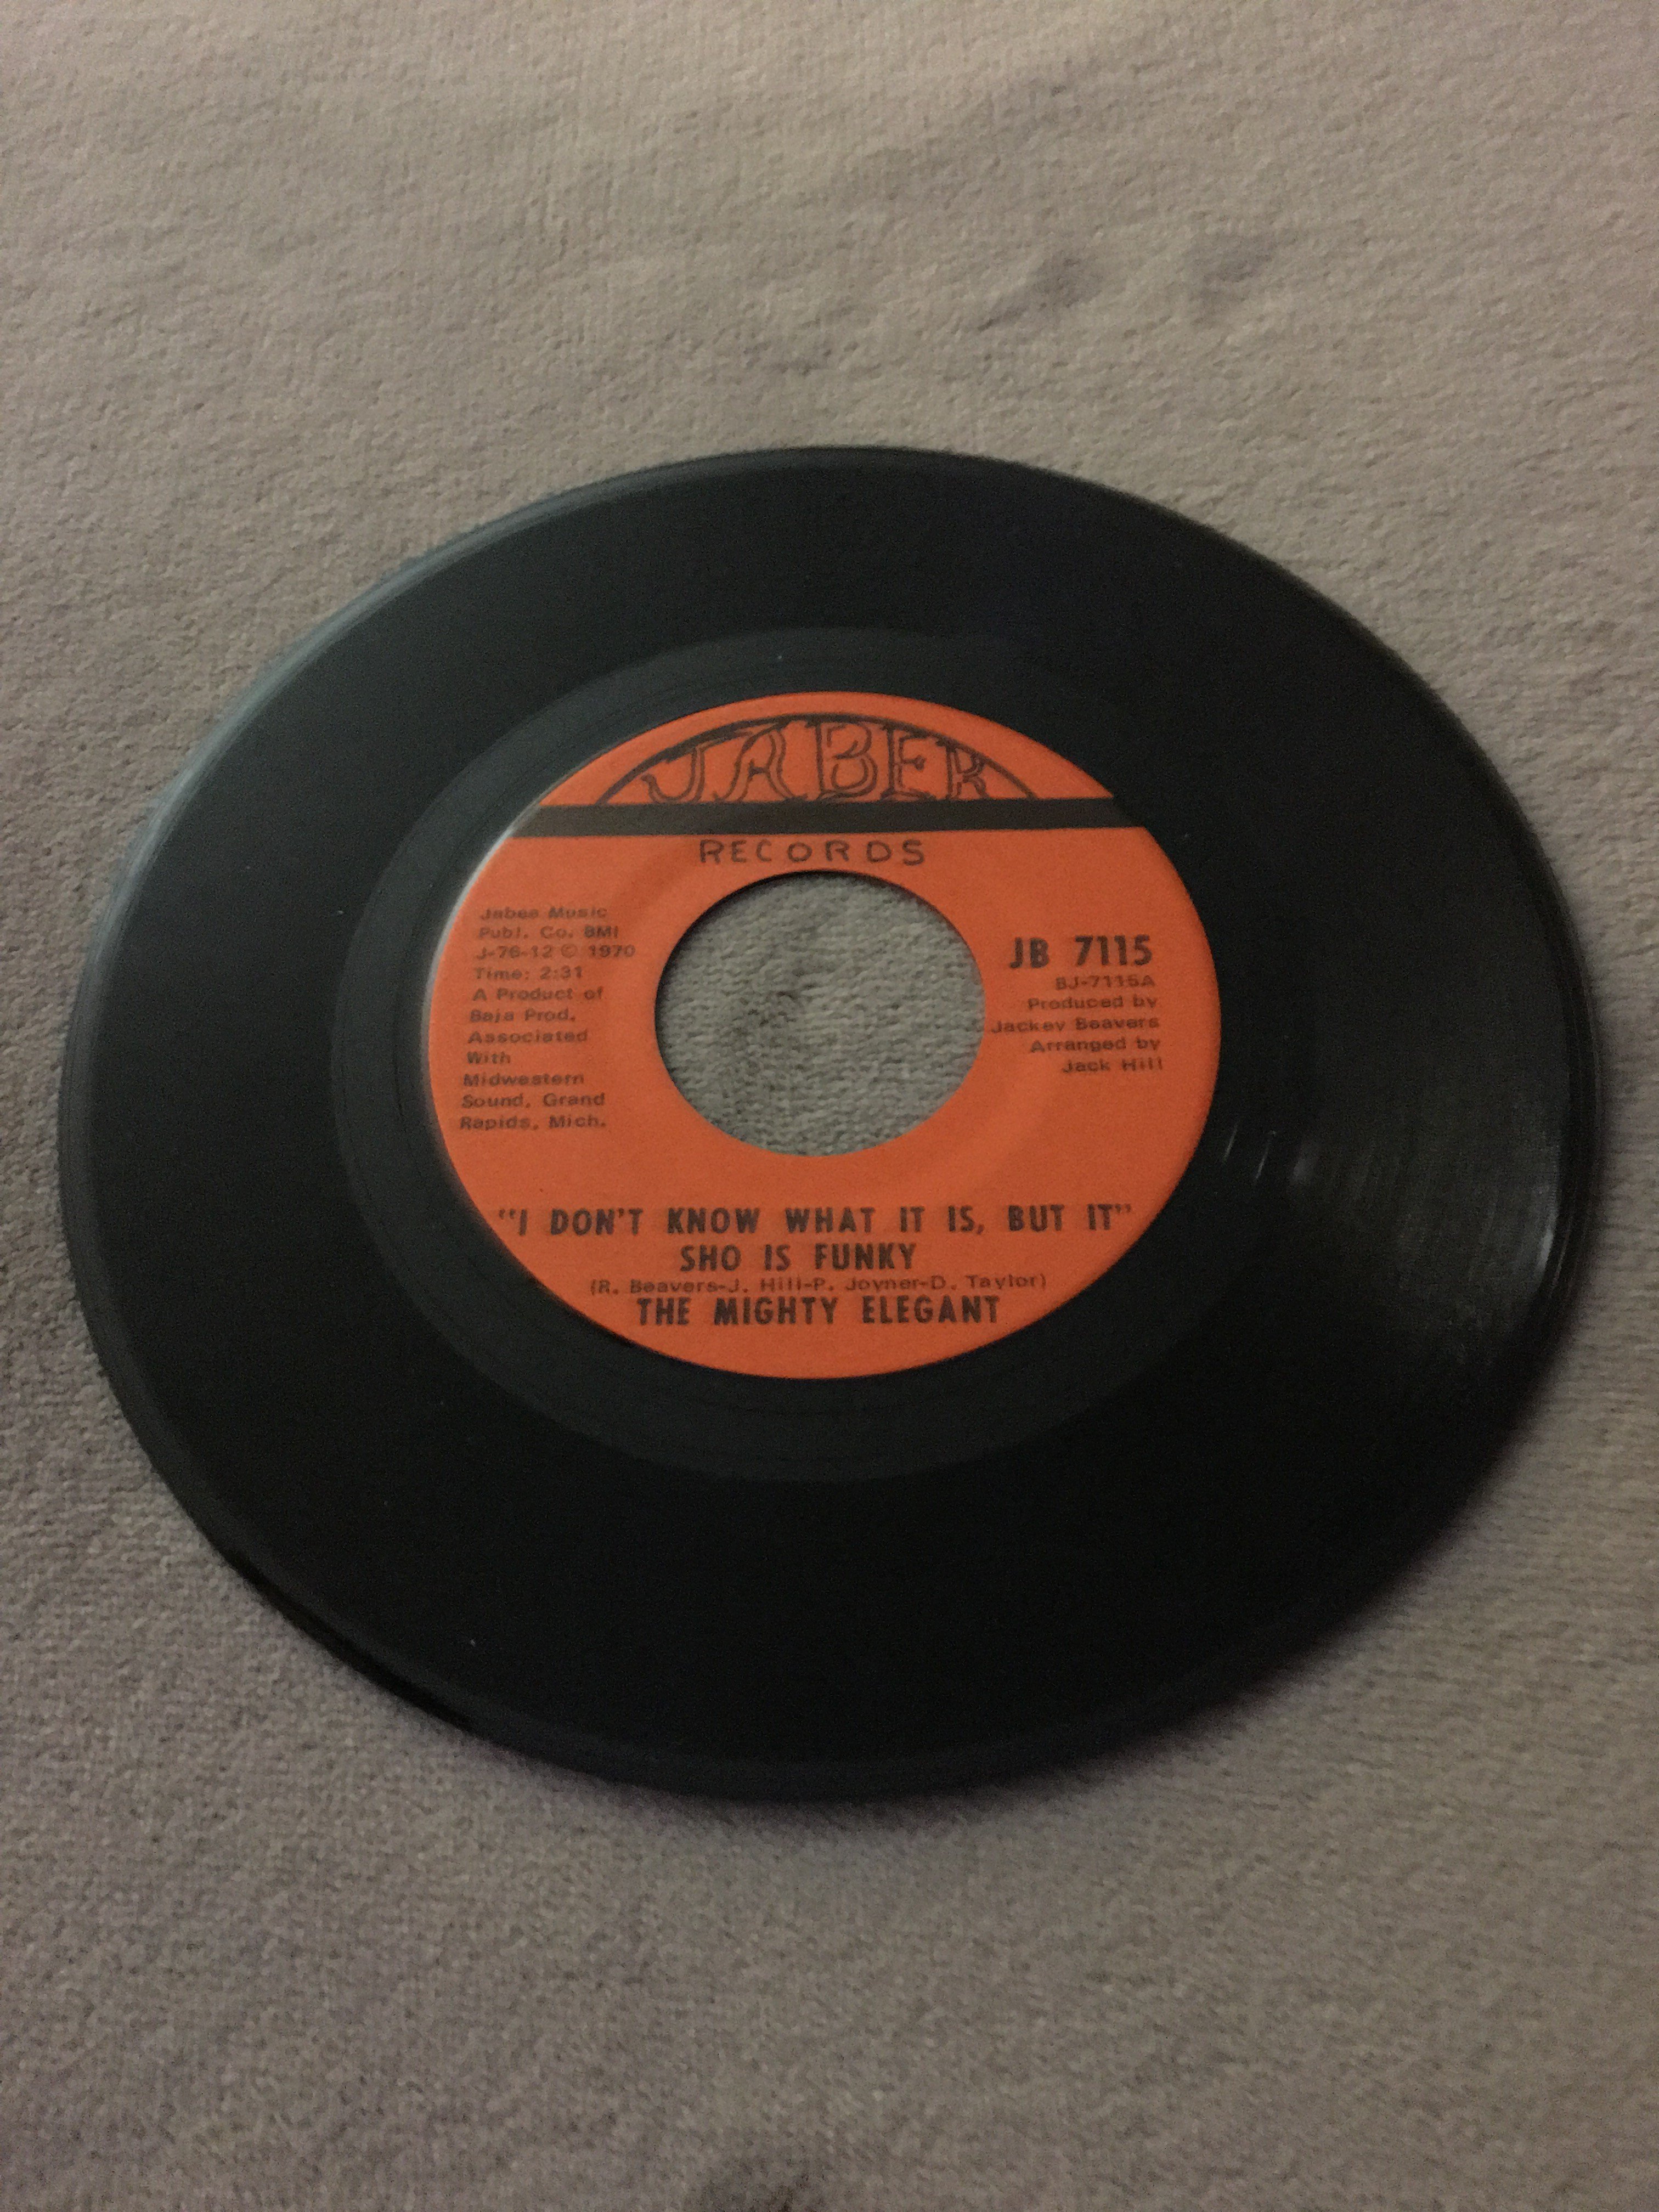 JABER
RECORDS
Jabee Music
Publ. Co. BMI
J-76-12 © 1970
Time: 2:31
A Product of
Baja Prod.
Associated
With
Midwestern
Sound, Grand
Rapids, Mich.
JB 7115
BJ-7115A
Produced by
Jackey Beavers
Arranged by
Jack Hill
"I DON'T KNOW WHAT IT IS, BUT IT"
SHO IS FUNKY
(R. Beavers-J. Hill-P. Joyner-D. Taylor)
THE MIGHTY ELEGANT